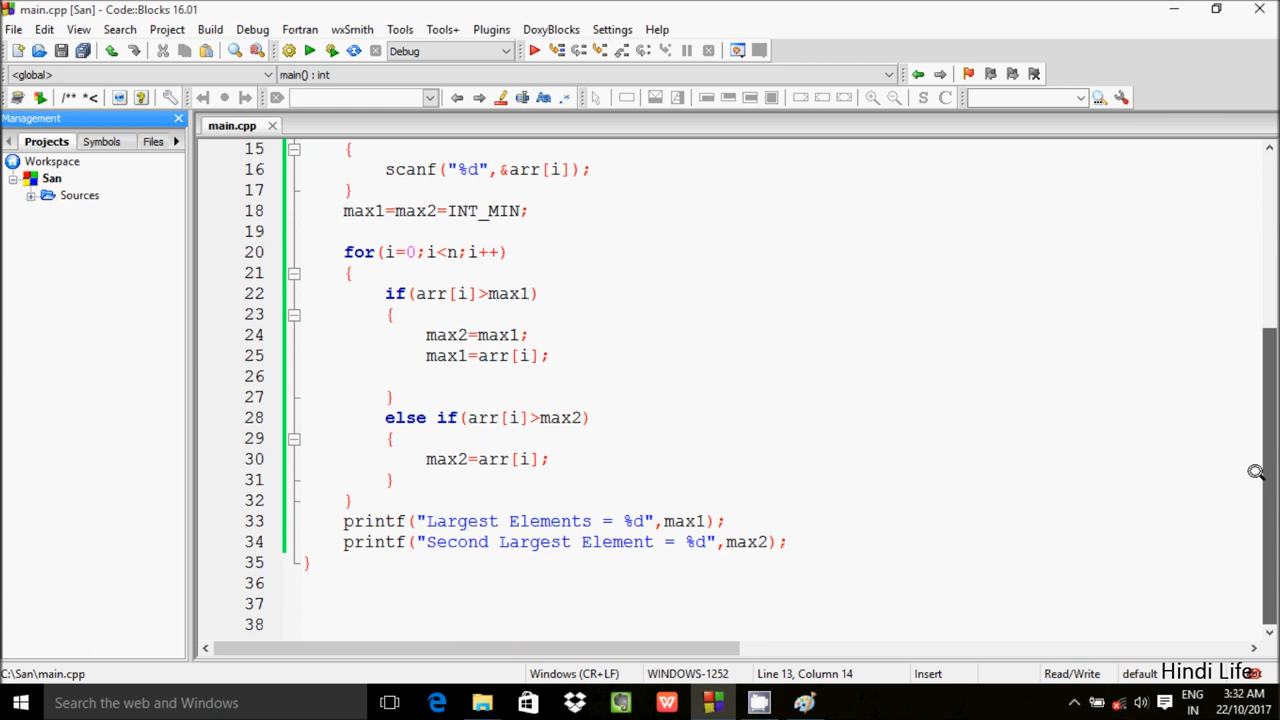 main.cpp [San] - Code::Blocks 16.01
File Edit View Search Project Build Debug Fortran wxSmith Tools Tools+ Plugins DoxyBlocks Settings Help
Debug
<global> main() : int
/** *<
Aa .*
S C
Management
main.cpp
Projects Symbols Files
Workspace
San
Sources
15 {
16 scanf("%d",&arr[i]);
17 }
18 max1=max2=INT_MIN;
19
20 for(i=0;i<n;i++)
21 {
22 if(arr[i]>max1)
23 {
24 max2=max1;
25 max1=arr[i];
26
27 }
28 else if(arr[i]>max2)
29 {
30 max2=arr[i];
31 }
32 }
33 printf("Largest Elements = %d",max1);
34 printf("Second Largest Element = %d",max2);
35 }
36
37
38
C:\San\main.cpp Windows (CR+LF) WINDOWS-1252 Line 13, Column 14 Insert Read/Write default
Hindi Life
Search the web and Windows
ENG 3:32 AM
IN 22/10/2017